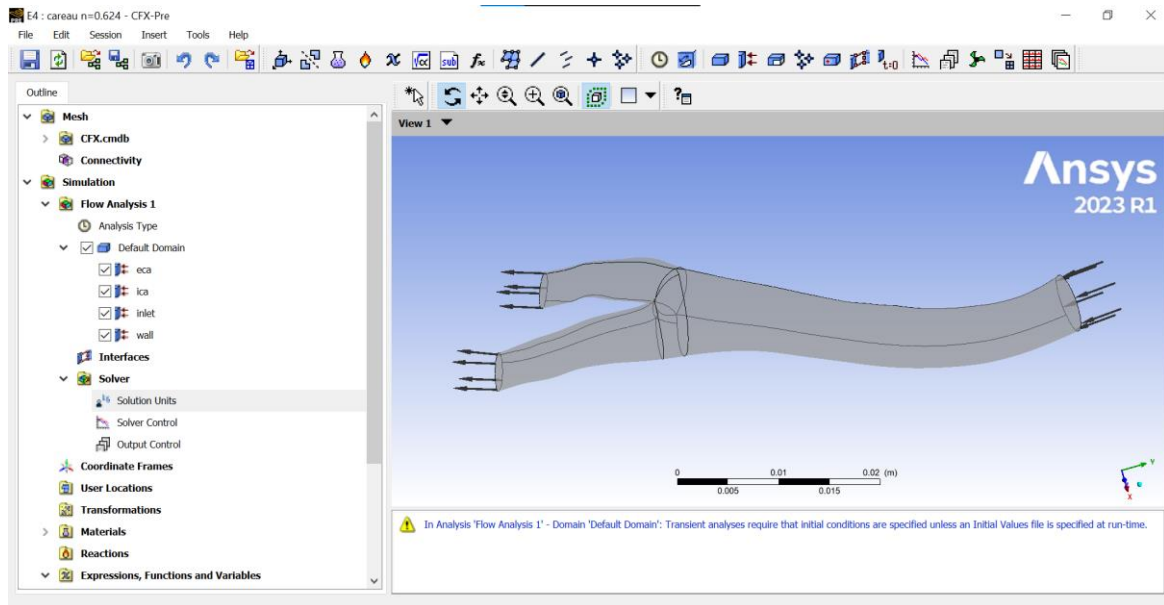 E4 : careau n=0.624 - CFX-Pre
File Edit Session Insert Tools Help
Outline
Mesh
CFX.cmdb
Connectivity
Simulation
Flow Analysis 1
Analysis Type
Default Domain
eca
ica
inlet
wall
Interfaces
Solver
Solution Units
Solver Control
Output Control
Coordinate Frames
User Locations
Transformations
Materials
Reactions
Expressions, Functions and Variables
View 1
Ansys
2023 R1
0 0.01 0.02 (m)
0.005 0.015
Y
X
In Analysis 'Flow Analysis 1' - Domain 'Default Domain': Transient analyses require that initial conditions are specified unless an Initial Values file is specified at run-time.